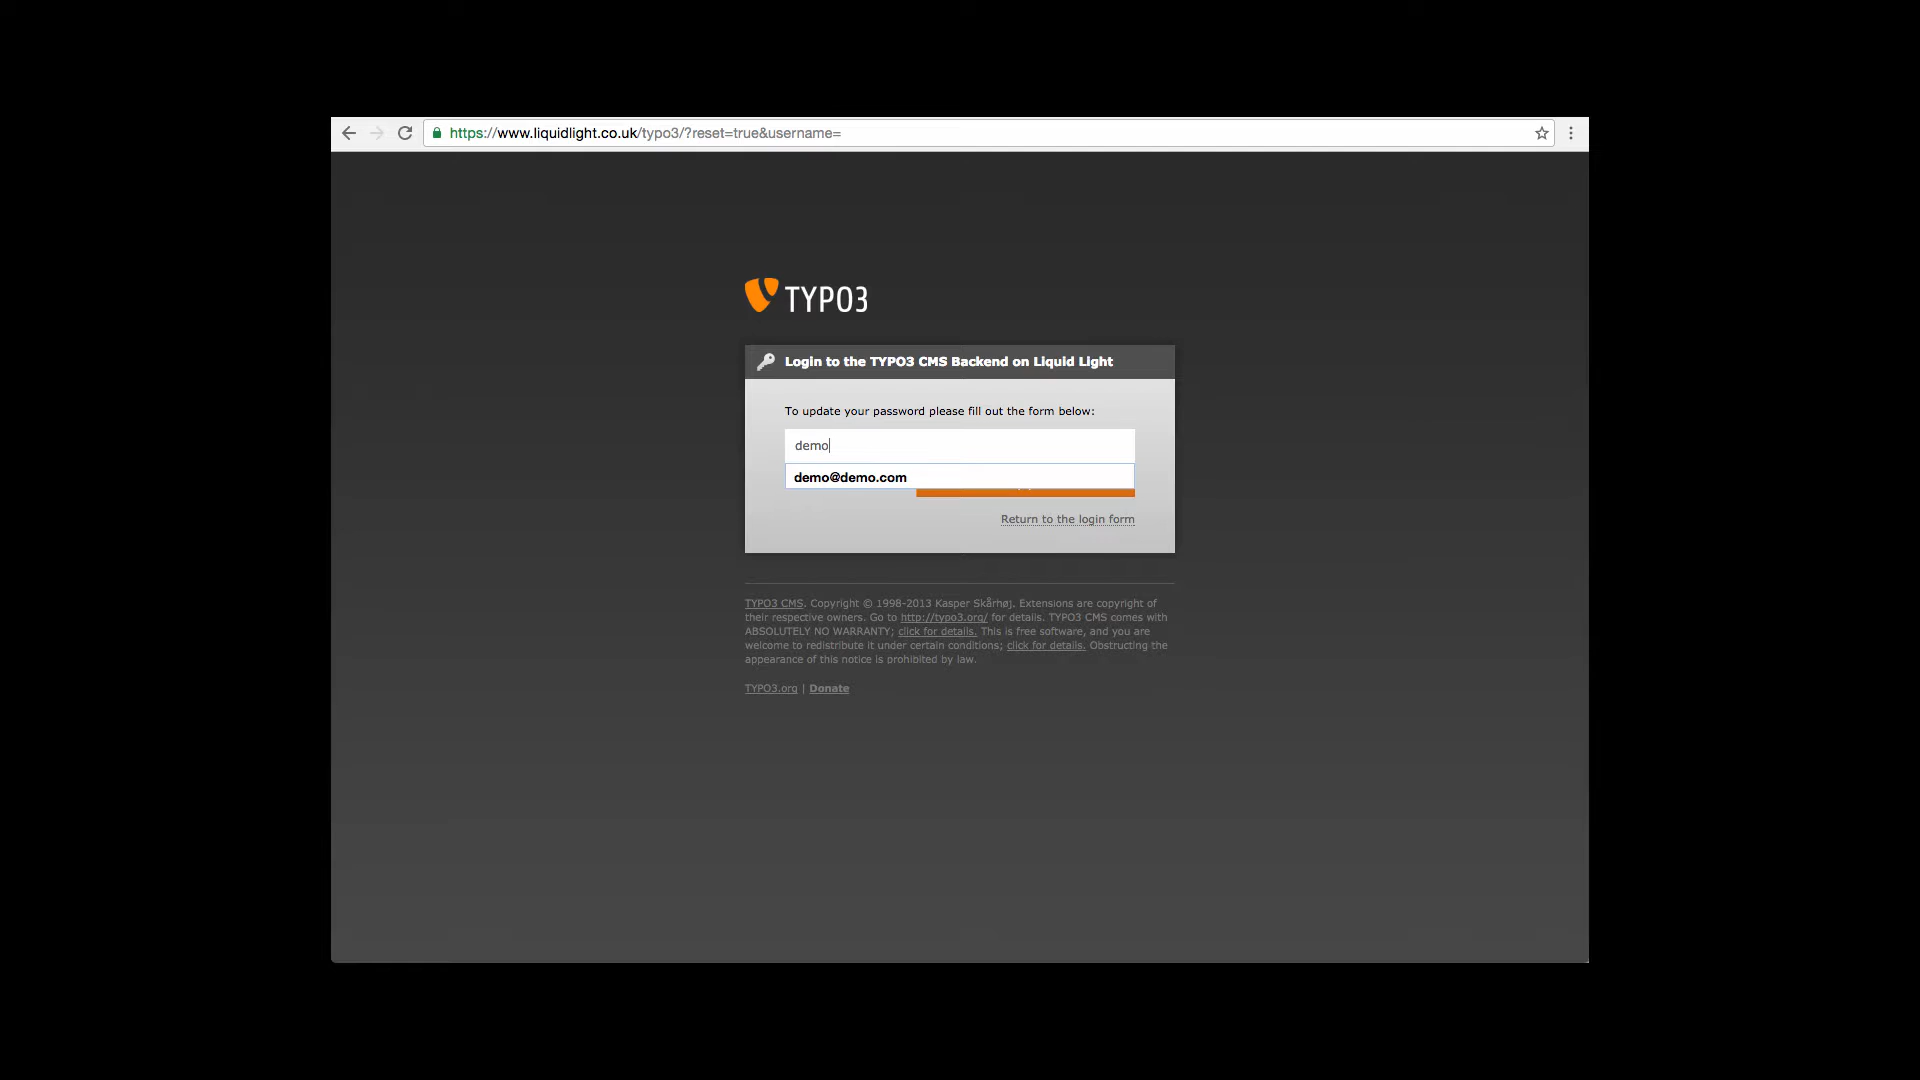 https://www.liquidlight.co.uk/typo3/?reset=true&username=
TYPO3
Login to the TYPO3 CMS Backend on Liquid Light
To update your password please fill out the form below:
demo
demo@demo.com
Return to the login form
TYPO3 CMS. Copyright © 1998-2013 Kasper Skårhøj. Extensions are copyright of
their respective owners. Go to http://typo3.org/ for details. TYPO3 CMS comes with
ABSOLUTELY NO WARRANTY; click for details. This is free software, and you are
welcome to redistribute it under certain conditions; click for details. Obstructing the
appearance of this notice is prohibited by law.
TYPO3.org | Donate